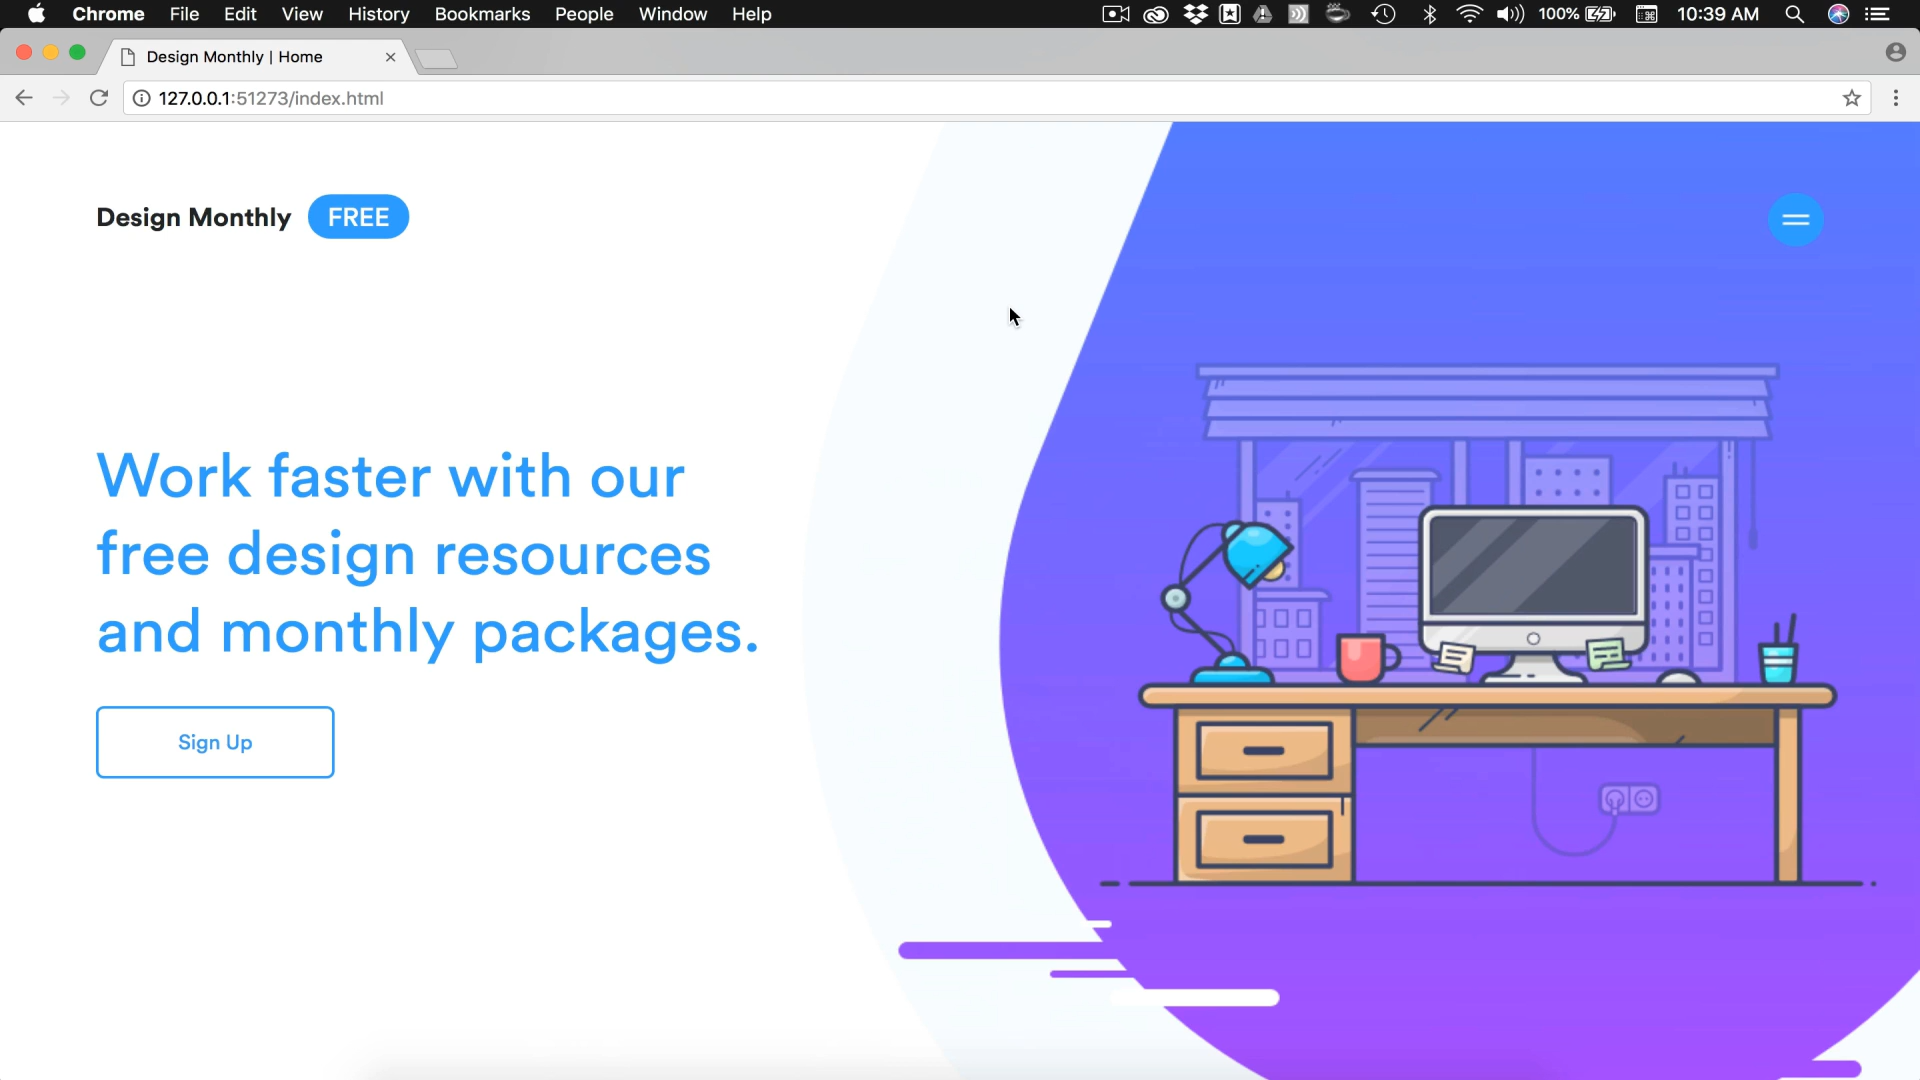 Chrome File Edit View History Bookmarks People Window Help 100% 10:39 AM
Design Monthly | Home
127.0.0.1:51273/index.html
Design Monthly FREE
Work faster with our
free design resources
and monthly packages.
Sign Up